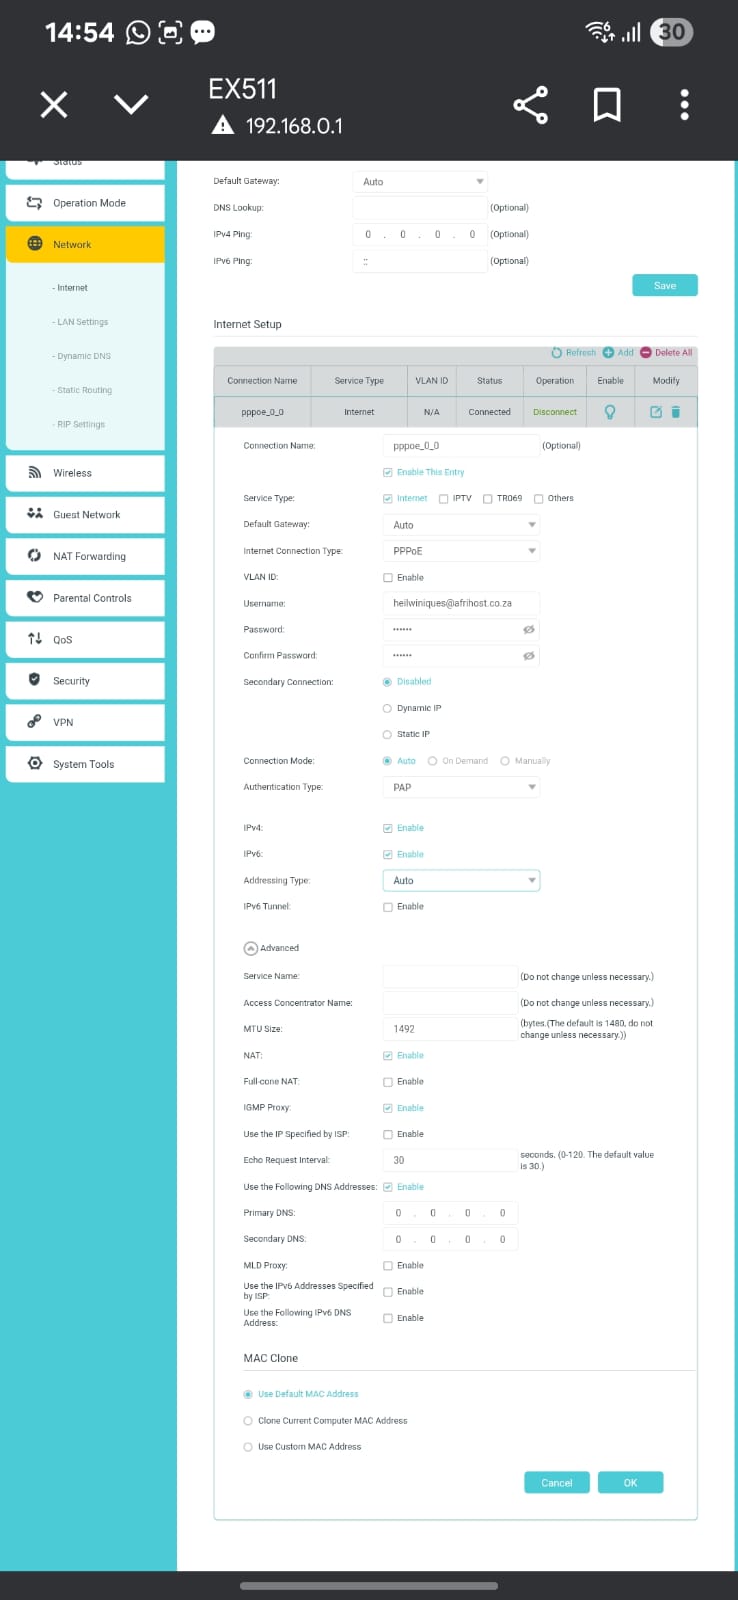 14:54
30
EX511
192.168.0.1
Status
Operation Mode
Network
- Internet
- LAN Settings
- Dynamic DNS
- Static Routing
- RIP Settings
Wireless
Guest Network
NAT Forwarding
Parental Controls
QoS
Security
VPN
System Tools
Default Gateway: Auto
DNS Lookup: (Optional)
IPv4 Ping: 0 . 0 . 0 . 0 (Optional)
IPv6 Ping: :: (Optional)
Save
Internet Setup
Refresh Add Delete All
Connection Name Service Type VLAN ID Status Operation Enable Modify
pppoe_0_0 Internet N/A Connected Disconnect
Connection Name: pppoe_0_0 (Optional)
Enable This Entry
Service Type: Internet IPTV TR069 Others
Default Gateway: Auto
Internet Connection Type: PPPoE
VLAN ID: Enable
Username: heilwiniques@afrihost.co.za
Password: ••••••
Confirm Password: ••••••
Secondary Connection: Disabled
Dynamic IP
Static IP
Connection Mode: Auto On Demand Manually
Authentication Type: PAP
IPv4: Enable
IPv6: Enable
Addressing Type: Auto
IPv6 Tunnel: Enable
Advanced
Service Name: (Do not change unless necessary.)
Access Concentrator Name: (Do not change unless necessary.)
MTU Size: 1492 (bytes.(The default is 1480, do not
change unless necessary.))
NAT: Enable
Full-cone NAT: Enable
IGMP Proxy: Enable
Use the IP Specified by ISP: Enable
Echo Request Interval: 30 seconds. (0-120. The default value
is 30.)
Use the Following DNS Addresses: Enable
Primary DNS: 0 . 0 . 0 . 0
Secondary DNS: 0 . 0 . 0 . 0
MLD Proxy: Enable
Use the IPv6 Addresses Specified
by ISP: Enable
Use the Following IPv6 DNS
Address: Enable
MAC Clone
Use Default MAC Address
Clone Current Computer MAC Address
Use Custom MAC Address
Cancel OK